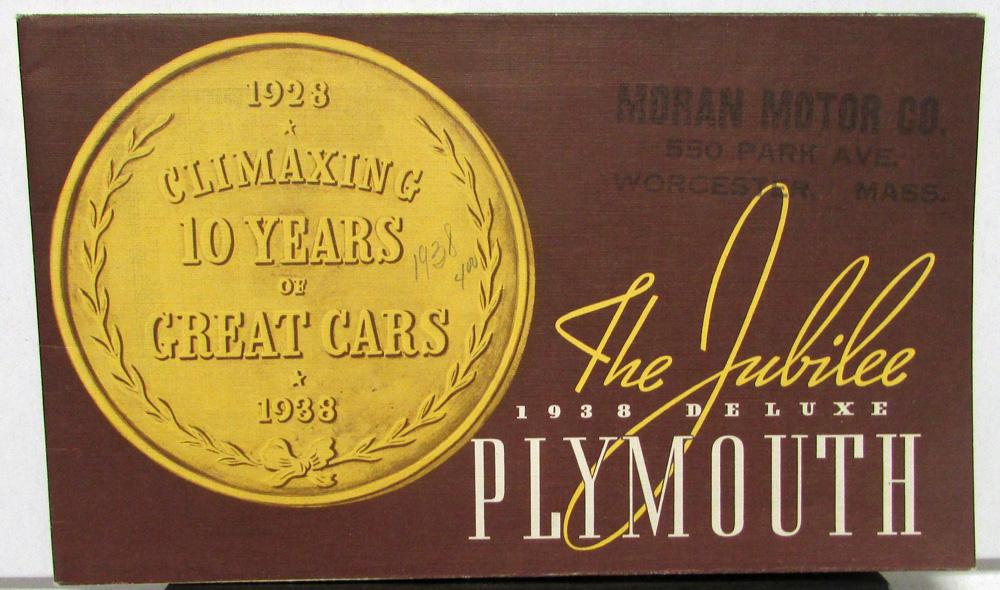 1928
CLIMAXING
10 YEARS
OF
GREAT CARS
1938
1938
400
MORAN MOTOR CO.
550 PARK AVE.
WORCESTER, MASS.
The Jubilee
1938 DELUXE
PLYMOUTH